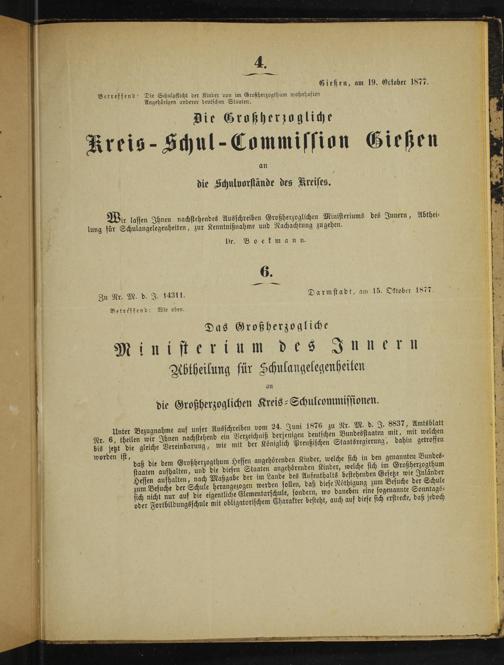 4.
Gießen, am 19. October 1877.
Betreffend: Die Schulpflicht der Kinder von im Großherzogthum wohnhaften
Angehörigen anderer deutschen Staaten.
Die Großherzogliche
Kreis-Schul-Commission Gießen
an
die Schulvorstände des Kreises.
Wir lassen Ihnen nachstehendes Ausschreiben Großherzoglichen Ministeriums des Innern, Abthei-
lung für Schulangelegenheiten, zur Kenntnißnahme und Nachachtung zugehen.
Dr. Boekmann.
6.
Zu Nr. M. d. J. 14311.
Darmstadt, am 15. Oktober 1877.
Betreffend: Wie oben.
Das Großherzogliche
Ministerium des Innern
Abtheilung für Schulangelegenheiten
an
die Großherzoglichen Kreis-Schulcommissionen.
Unter Bezugnahme auf unser Ausschreiben vom 24. Juni 1876 zu Nr. M. d. J. 8837, Amtsblatt
Nr. 6, theilen wir Ihnen nachstehend ein Verzeichniß derjenigen deutschen Bundesstaaten mit, mit welchen
bis jetzt die gleiche Vereinbarung, wie mit der Königlich Preußischen Staatsregierung, dahin getroffen
worden ist,
daß die dem Großherzogthum Hessen angehörenden Kinder, welche sich in den genannten Bundes-
staaten aufhalten, und die diesen Staaten angehörenden Kinder, welche sich im Großherzogthum
Hessen aufhalten, nach Maßgabe der im Lande des Aufenthalts bestehenden Gesetze wie Inländer
zum Besuche der Schule herangezogen werden sollen, daß diese Nöthigung zum Besuche der Schule
sich nicht nur auf die eigentliche Elementarschule, sondern, wo daneben eine sogenannte Sonntags-
oder Fortbildungsschule mit obligatorischem Charakter besteht, auch auf diese sich erstrecke, daß jedoch